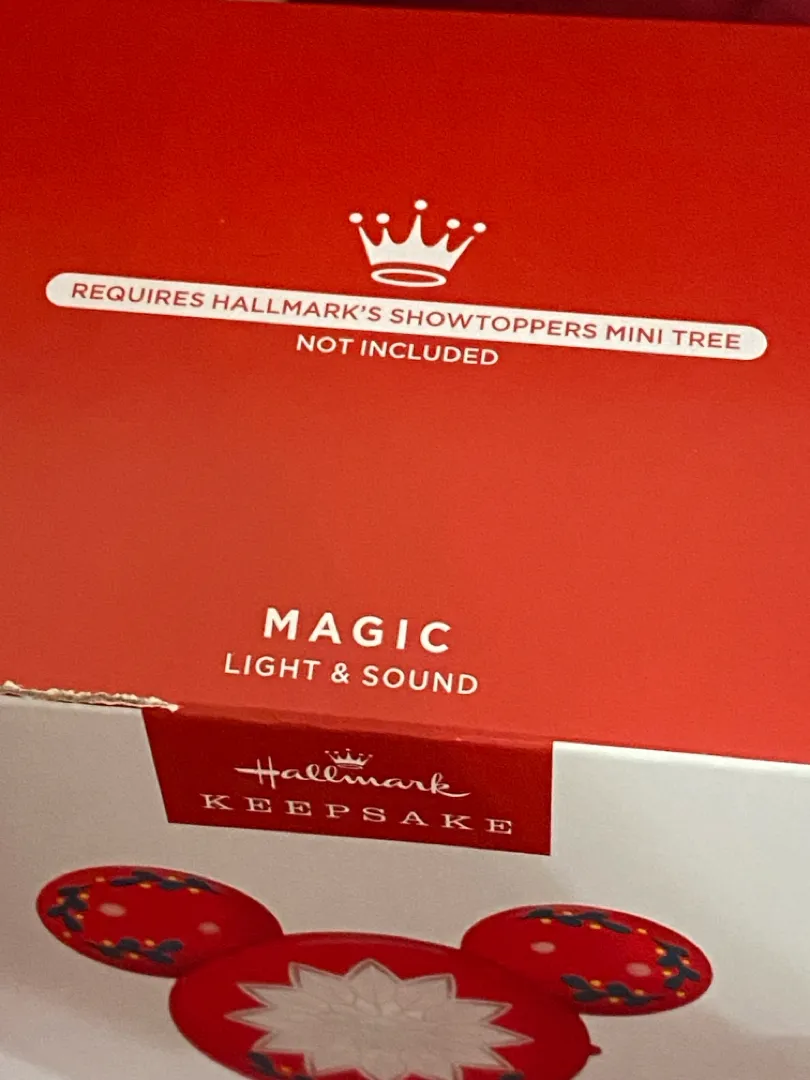 REQUIRES HALLMARK'S SHOWTOPPERS MINI TREE
NOT INCLUDED
MAGIC
LIGHT & SOUND
Hallmark
KEEPSAKE